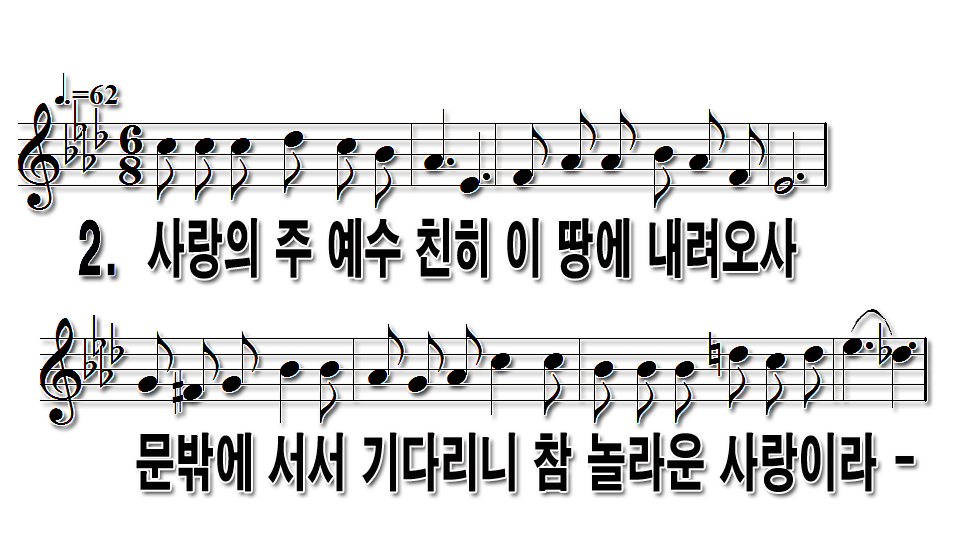 ♩.=62
6
8
2. 사랑의 주 예수 친히 이 땅에 내려오사
문밖에 서서 기다리니 참 놀라운 사랑이라 -